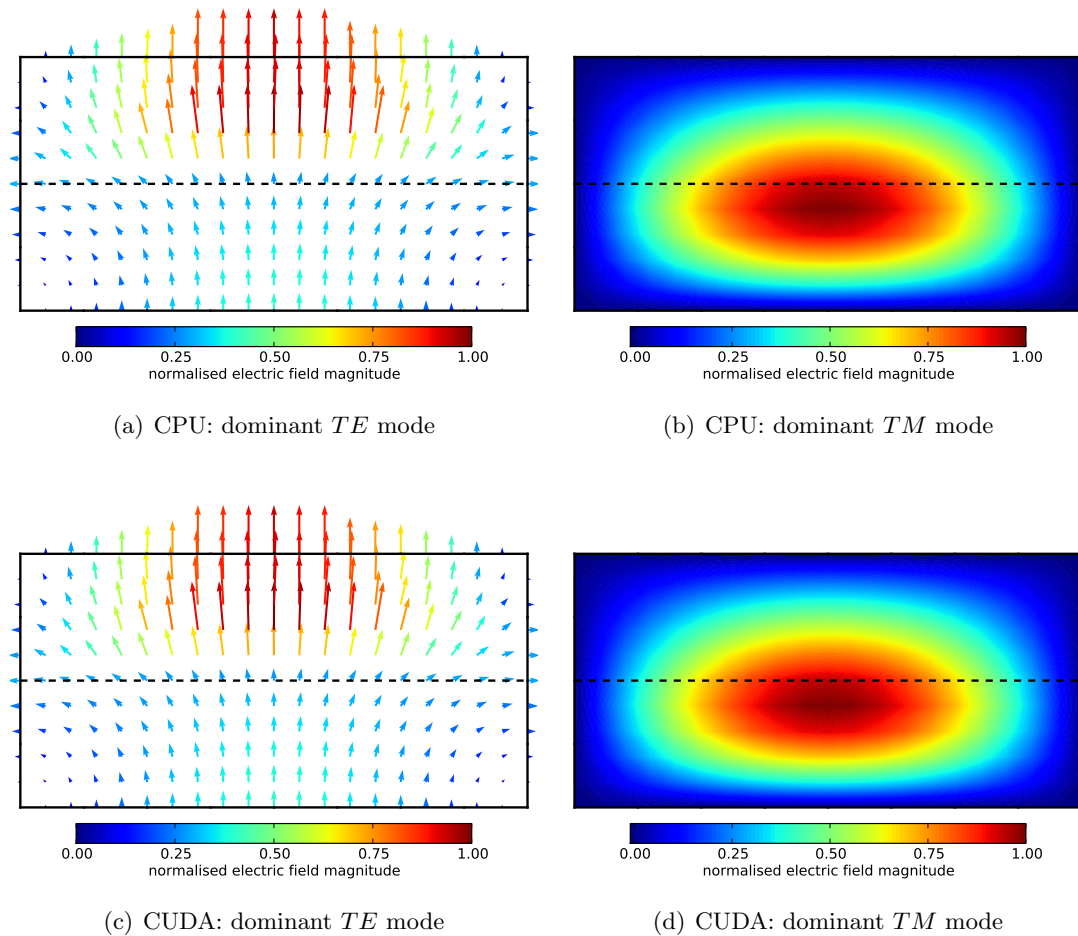 0.00 0.25 0.50 0.75 1.00
normalised electric field magnitude
(a) CPU: dominant TE mode
0.00 0.25 0.50 0.75 1.00
normalised electric field magnitude
(b) CPU: dominant TM mode
0.00 0.25 0.50 0.75 1.00
normalised electric field magnitude
(c) CUDA: dominant TE mode
0.00 0.25 0.50 0.75 1.00
normalised electric field magnitude
(d) CUDA: dominant TM mode